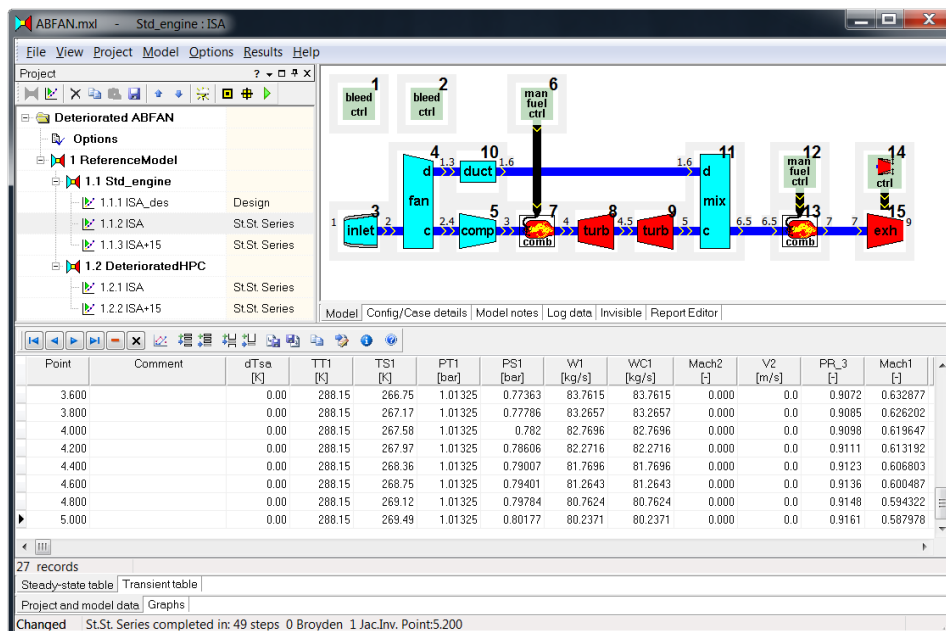 ABFAN.mxl - Std_engine : ISA
File View Project Model Options Results Help
Project
Deteriorated ABFAN
Options
1 ReferenceModel
1.1 Std_engine
1.1.1 ISA_des Design
1.1.2 ISA St.St. Series
1.1.3 ISA+15 St.St. Series
1.2 DeterioratedHPC
1.2.1 ISA St.St. Series
1.2.2 ISA+15 St.St. Series
1 2 6
bleed ctrl bleed ctrl man fuel ctrl
4 10 11 12 14
d 1.3 duct 1.6 1.6 d man fuel ctrl ctrl
3 fan 5 7 8 9 mix 13 15
1 inlet 2 c 2.4 comp 3 comb 4 turb 4.5 turb 5 c 6.5 6.5 comb 7 7 exh 9
Model Config/Case details Model notes Log data Invisible Report Editor
Point Comment dTsa TT1 TS1 PT1 PS1 W1 WC1 Mach2 V2 PR_3 Mach1
[K] [K] [K] [bar] [bar] [kg/s] [kg/s] [-] [m/s] [-] [-]
3.600 0.00 288.15 266.75 1.01325 0.77363 83.7615 83.7615 0.000 0.0 0.9072 0.632877
3.800 0.00 288.15 267.17 1.01325 0.77786 83.2657 83.2657 0.000 0.0 0.9085 0.626202
4.000 0.00 288.15 267.58 1.01325 0.782 82.7696 82.7696 0.000 0.0 0.9098 0.619647
4.200 0.00 288.15 267.97 1.01325 0.78606 82.2716 82.2716 0.000 0.0 0.9111 0.613192
4.400 0.00 288.15 268.36 1.01325 0.79007 81.7696 81.7696 0.000 0.0 0.9123 0.606803
4.600 0.00 288.15 268.75 1.01325 0.79401 81.2643 81.2643 0.000 0.0 0.9136 0.600487
4.800 0.00 288.15 269.12 1.01325 0.79784 80.7624 80.7624 0.000 0.0 0.9148 0.594322
5.000 0.00 288.15 269.49 1.01325 0.80177 80.2371 80.2371 0.000 0.0 0.9161 0.587978
27 records
Steady-state table Transient table
Project and model data Graphs
Changed St.St. Series completed in: 49 steps 0 Broyden 1 Jac.Inv. Point:5.200